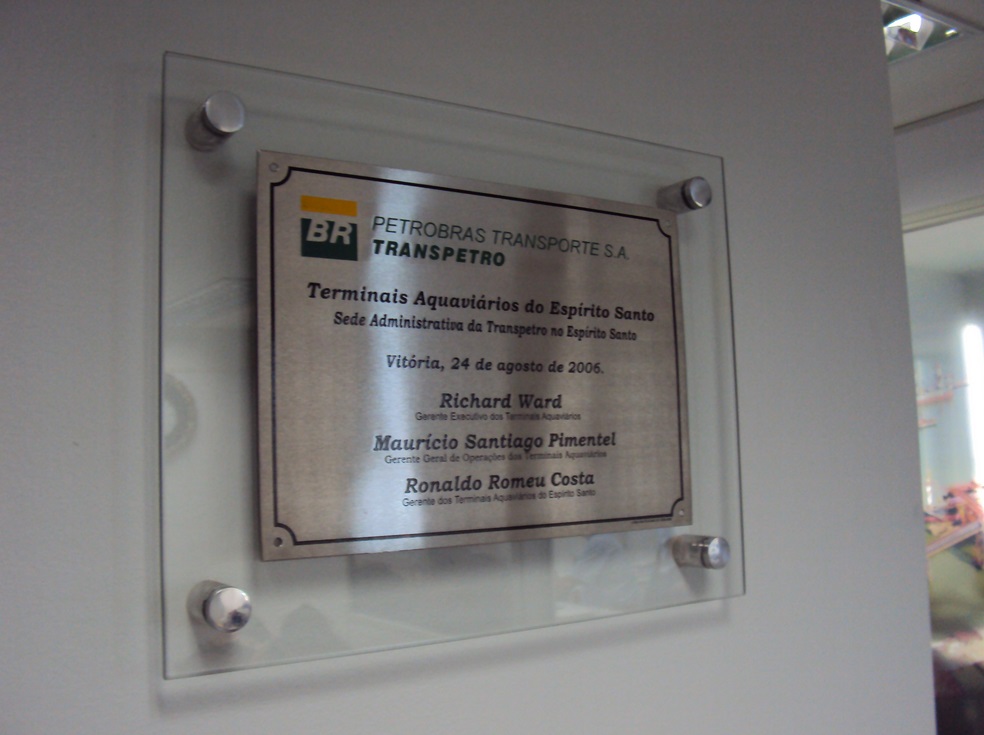 BR
PETROBRAS TRANSPORTE S.A.
TRANSPETRO
Terminais Aquaviários do Espírito Santo
Sede Administrativa da Transpetro no Espírito Santo
Vitória, 24 de agosto de 2006.
Richard Ward
Gerente Executivo dos Terminais Aquaviários
Maurício Santiago Pimentel
Gerente Geral de Operações dos Terminais Aquaviários
Ronaldo Romeu Costa
Gerente dos Terminais Aquaviários do Espírito Santo